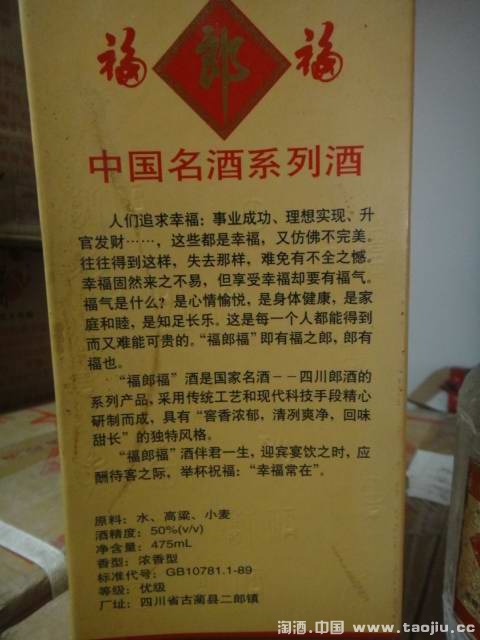 福 郎 福
中国名酒系列酒
人们追求幸福：事业成功、理想实现、升
官发财……，这些都是幸福，又仿佛不完美。
往往得到这样，失去那样，难免有不全之憾。
幸福固然来之不易，但享受幸福却要有福气。
福气是什么？是心情愉悦，是身体健康，是家
庭和睦，是知足长乐。这是每一个人都能得到
而又难能可贵的。“福郎福”即有福之郎，郎有
福也。
“福郎福”酒是国家名酒－－四川郎酒的
系列产品，采用传统工艺和现代科技手段精心
研制而成，具有“窖香浓郁，清冽爽净，回味
甜长”的独特风格。
“福郎福”酒伴君一生，迎宾宴饮之时，应
酬待客之际，举杯祝福：“幸福常在”。
原料：水、高粱、小麦
酒精度：50%(v/v)
净含量：475mL
香型：浓香型
标准代号：GB10781.1-89
等级：优级
厂址：四川省古蔺县二郎镇
淘酒.中国 www.taojiu.cc